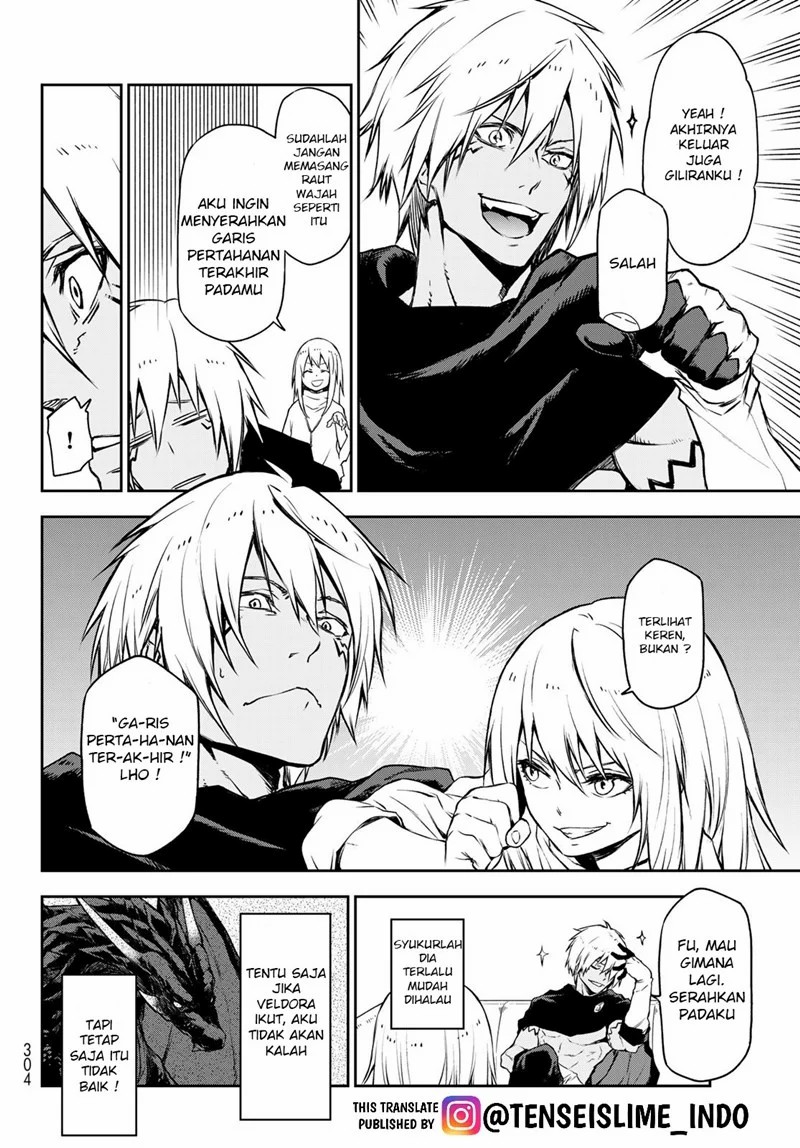 YEAH !
AKHIRNYA
KELUAR
JUGA
GILIRANKU !
SALAH
SUDAHLAH
JANGAN
MEMASANG
RAUT
WAJAH
SEPERTI
ITU
AKU INGIN
MENYERAHKAN
GARIS
PERTAHANAN
TERAKHIR
PADAMU
!
TERLIHAT
KEREN,
BUKAN ?
"GA-RIS
PERTA-HA-NAN
TER-AK-HIR !"
LHO !
FU, MAU
GIMANA
LAGI.
SERAHKAN
PADAKU
SYUKURLAH
DIA
TERLALU
MUDAH
DIHALAU
TENTU SAJA
JIKA
VELDORA
IKUT, AKU
TIDAK AKAN
KALAH
TAPI
TETAP
SAJA ITU
TIDAK
BAIK !
304
THIS TRANSLATE
PUBLISHED BY
@TENSEISLIME_INDO